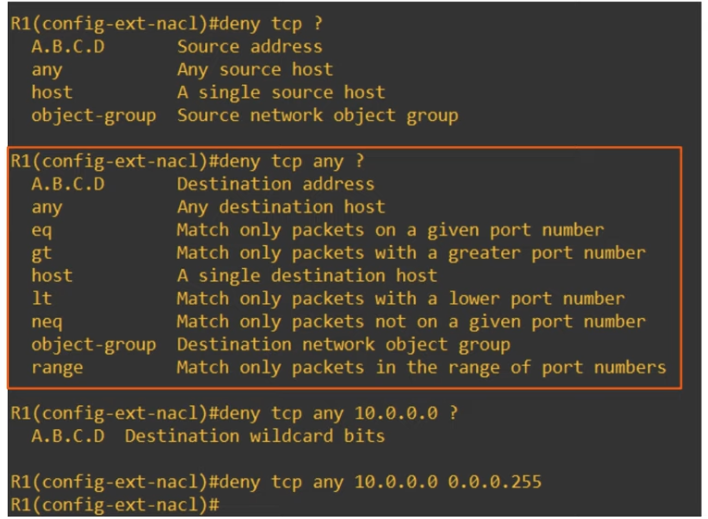 R1(config-ext-nacl)#deny tcp ?
  A.B.C.D       Source address
  any           Any source host
  host          A single source host
  object-group  Source network object group
R1(config-ext-nacl)#deny tcp any ?
  A.B.C.D       Destination address
  any           Any destination host
  eq            Match only packets on a given port number
  gt            Match only packets with a greater port number
  host          A single destination host
  lt            Match only packets with a lower port number
  neq           Match only packets not on a given port number
  object-group  Destination network object group
  range         Match only packets in the range of port numbers
R1(config-ext-nacl)#deny tcp any 10.0.0.0 ?
  A.B.C.D  Destination wildcard bits
R1(config-ext-nacl)#deny tcp any 10.0.0.0 0.0.0.255
R1(config-ext-nacl)#